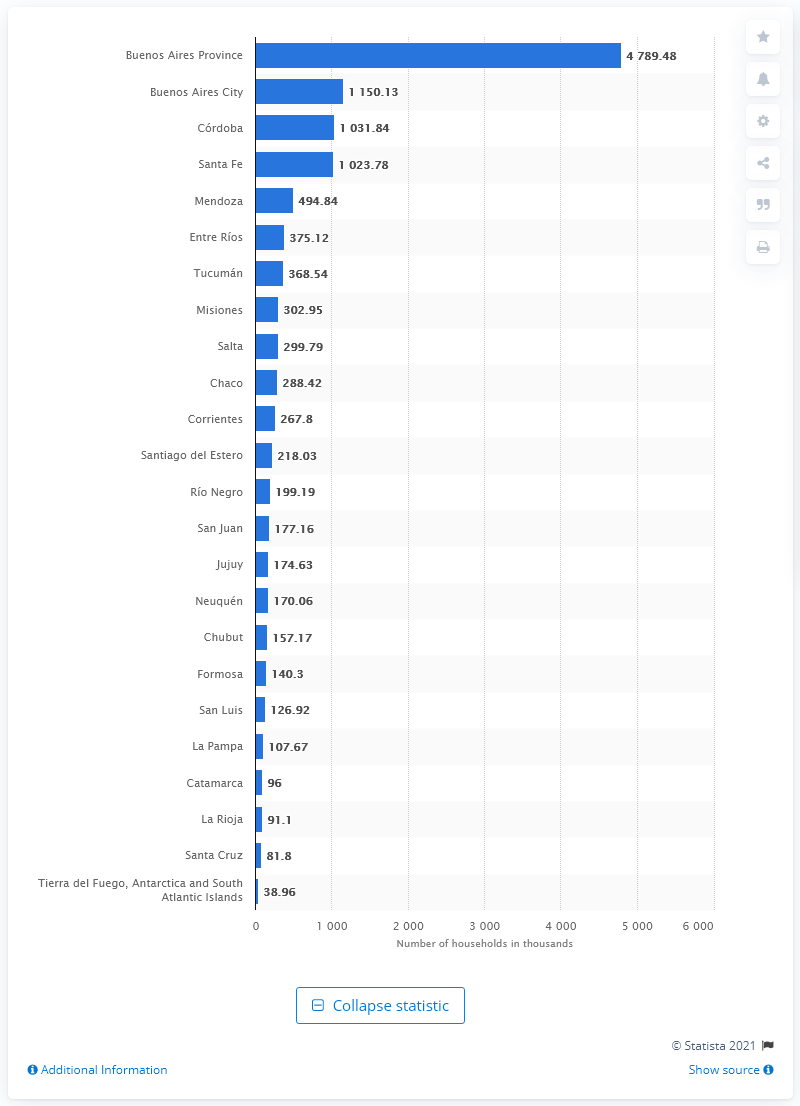 Buenos Aires Province 4 789.48
Buenos Aires City 1 150.13
Córdoba 1 031.84
Santa Fe 1 023.78
Mendoza 494.84
Entre Ríos 375.12
Tucumán 368.54
Misiones 302.95
Salta 299.79
Chaco 288.42
Corrientes 267.8
Santiago del Estero 218.03
Río Negro 199.19
San Juan 177.16
Jujuy 174.63
Neuquén 170.06
Chubut 157.17
Formosa 140.3
San Luis 126.92
La Pampa 107.67
Catamarca 96
La Rioja 91.1
Santa Cruz 81.8
Tierra del Fuego, Antarctica and South
Atlantic Islands 38.96
0 1 000 2 000 3 000 4 000 5 000 6 000
Number of households in thousands
Collapse statistic
© Statista 2021
Additional Information Show source